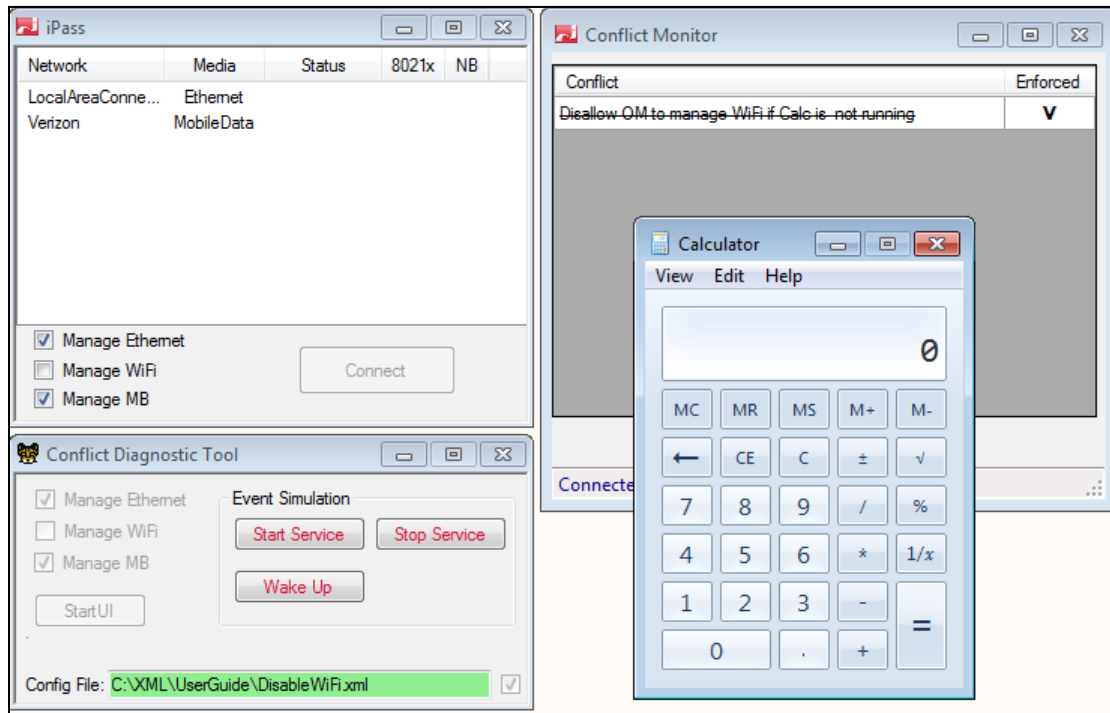 iPass
Network Media Status 8021x NB
LocalAreaConne... Ethernet
Verizon MobileData
Manage Ethernet
Manage WiFi
Manage MB
Connect
Conflict Monitor
Conflict Enforced
Disallow OM to manage WiFi if Calc is not running V
Connecte
Calculator
View Edit Help
0
MC MR MS M+ M-
← CE C ± √
7 8 9 / %
4 5 6 * 1/x
1 2 3 - =
0 . +
Conflict Diagnostic Tool
Manage Ethernet
Manage WiFi
Manage MB
StartUI
Event Simulation
Start Service Stop Service
Wake Up
Config File: C:\XML\UserGuide\DisableWiFi.xml